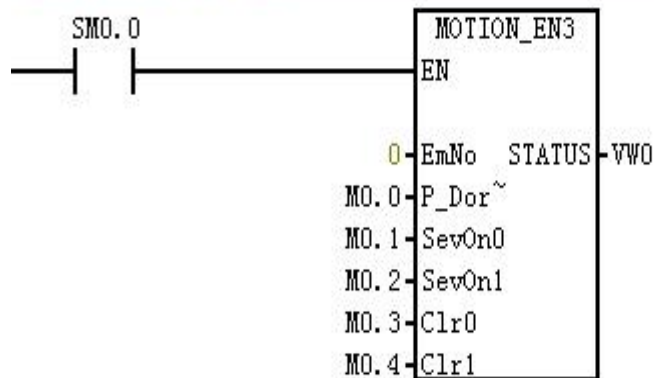 SM0.0
MOTION_EN3
EN
0 EmNo STATUS VW0
M0.0 P_Dor~
M0.1 SevOn0
M0.2 SevOn1
M0.3 Clr0
M0.4 Clr1